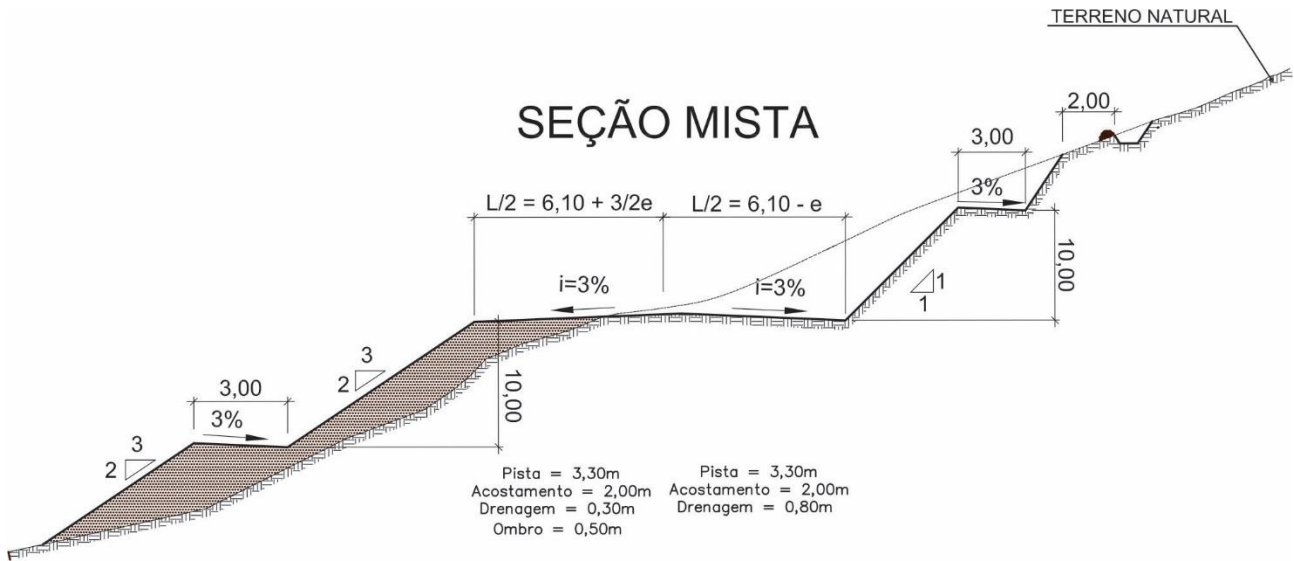 TERRENO NATURAL
SEÇÃO MISTA
2,00
3,00
3%
L/2 = 6,10 + 3/2e
L/2 = 6,10 - e
i=3%
i=3%
10,00
1
1
3
2
10,00
3,00
3%
3
2
Pista = 3,30m
Acostamento = 2,00m
Drenagem = 0,30m
Ombro = 0,50m
Pista = 3,30m
Acostamento = 2,00m
Drenagem = 0,80m